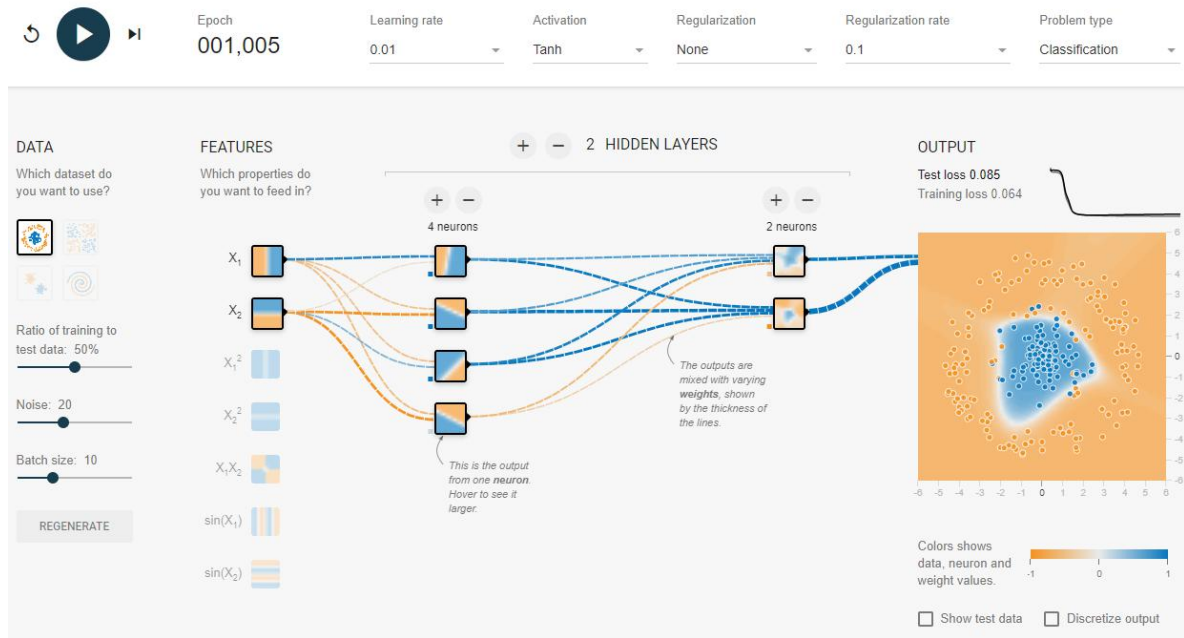 Epoch
001,005
Learning rate
0.01
Activation
Tanh
Regularization
None
Regularization rate
0.1
Problem type
Classification
DATA
Which dataset do
you want to use?
Ratio of training to
test data: 50%
Noise: 20
Batch size: 10
REGENERATE
FEATURES
Which properties do
you want to feed in?
X₁
X₂
X₁²
X₂²
X₁X₂
sin(X₁)
sin(X₂)
+ − 2 HIDDEN LAYERS
+ −
4 neurons
+ −
2 neurons
This is the output
from one neuron.
Hover to see it
larger.
The outputs are
mixed with varying
weights, shown
by the thickness of
the lines.
OUTPUT
Test loss 0.085
Training loss 0.064
6
5
4
3
2
1
0
-1
-2
-3
-4
-5
-6
-6 -5 -4 -3 -2 -1 0 1 2 3 4 5 6
Colors shows
data, neuron and
weight values.
-1 0 1
Show test data
Discretize output